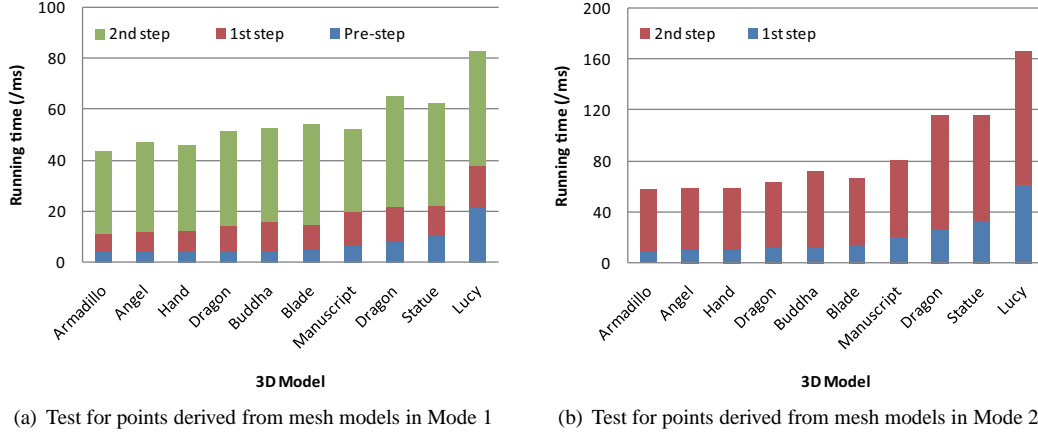 100
80
60
40
20
0
Running time (/ms)
2nd step 1st step Pre-step
Armadillo
Angel
Hand
Dragon
Buddha
Blade
Manuscript
Dragon
Statue
Lucy
3D Model
(a) Test for points derived from mesh models in Mode 1
200
160
120
80
40
0
Running time (/ms)
2nd step 1st step
Armadillo
Angel
Hand
Dragon
Buddha
Blade
Manuscript
Dragon
Statue
Lucy
3D Model
(b) Test for points derived from mesh models in Mode 2